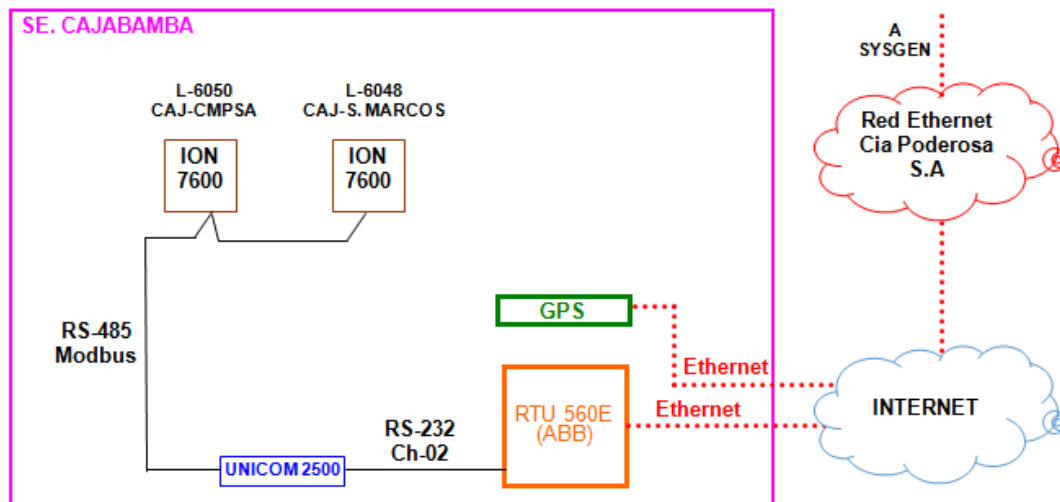 SE. CAJABAMBA
A
SYSGEN
L-6050
CAJ-CMPSA
L-6048
CAJ-S. MARCOS
ION
7600
ION
7600
Red Ethernet
Cia Poderosa
S.A
GPS
RS-485
Modbus
Ethernet
Ethernet
INTERNET
RTU 560E
(ABB)
RS-232
Ch-02
UNICOM 2500